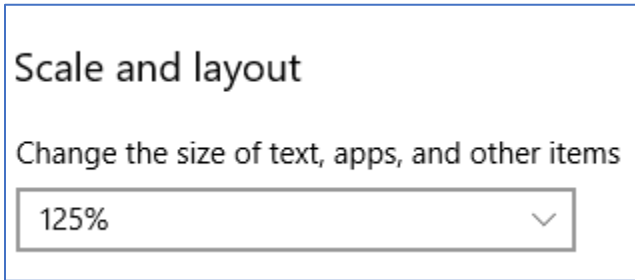 Scale and layout
Change the size of text, apps, and other items
125%